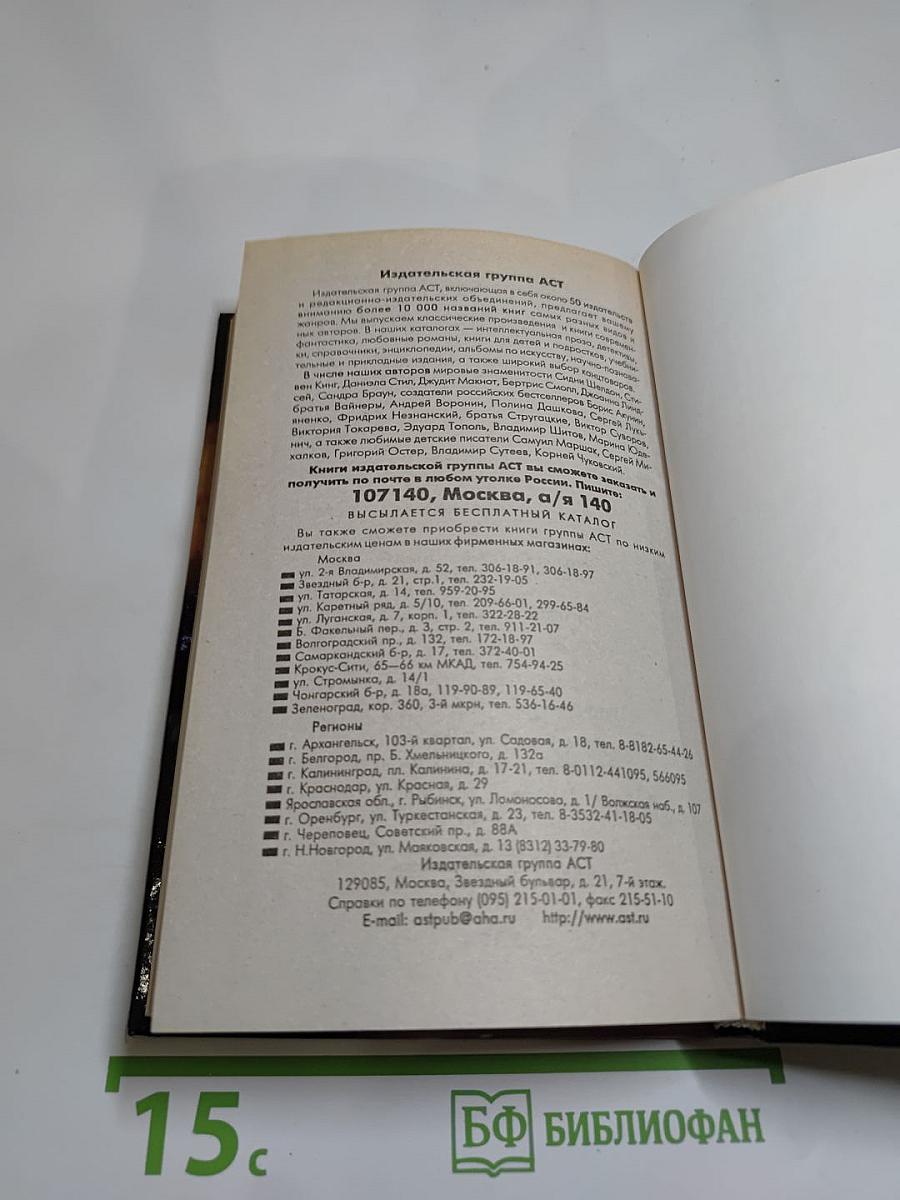 Издательская группа АСТ
Издательская группа АСТ, включающая в себя около 50 издательств
и редакционно-издательских объединений, предлагает вашему
вниманию более 10 000 названий книг самых разных видов и
жанров. Мы выпускаем классические произведения и книги современ-
ных авторов. В наших каталогах — интеллектуальная проза, детективы,
фантастика, любовные романы, книги для детей и подростков, учебни-
ки, справочники, энциклопедии, альбомы по искусству, научно-познава-
тельные и прикладные издания, а также широкий выбор канцтоваров.
В числе наших авторов мировые знаменитости Сидни Шелдон, Сти-
вен Кинг, Даниэла Стил, Джудит Макнот, Бертрис Смолл, Джоанна Линд-
сей, Сандра Браун, создатели российских бестселлеров Борис Акунин,
братья Вайнеры, Андрей Воронин, Полина Дашкова, Сергей Лукь-
яненко, Фридрих Незнанский, братья Стругацкие, Виктор Суворов,
Виктория Токарева, Эдуард Тополь, Владимир Шитов, Марина Юде-
нич, а также любимые детские писатели Самуил Маршак, Сергей Ми-
халков, Григорий Остер, Владимир Сутеев, Корней Чуковский.
Книги издательской группы АСТ вы сможете заказать и
получить по почте в любом уголке России. Пишите:
107140, Москва, а/я 140
ВЫСЫЛАЕТСЯ БЕСПЛАТНЫЙ КАТАЛОГ
Вы также сможете приобрести книги группы АСТ по низким
издательским ценам в наших фирменных магазинах:
Москва
ул. 2-я Владимирская, д. 52, тел. 306-18-91, 306-18-97
Звездный б-р, д. 21, стр.1, тел. 232-19-05
ул. Татарская, д. 14, тел. 959-20-95
ул. Каретный ряд, д. 5/10, тел. 209-66-01, 299-65-84
ул. Луганская, д. 7, корп. 1, тел. 322-28-22
Б. Факельный пер., д. 3, стр. 2, тел. 911-21-07
Волгоградский пр., д. 132, тел. 172-18-97
Самаркандский б-р, д. 17, тел. 372-40-01
Крокус-Сити, 65—66 км МКАД, тел. 754-94-25
ул. Стромынка, д. 14/1
Чонгарский б-р, д. 18а, 119-90-89, 119-65-40
Зеленоград, кор. 360, 3-й мкрн, тел. 536-16-46
Регионы
г. Архангельск, 103-й квартал, ул. Садовая, д. 18, тел. 8-8182-65-44-26
г. Белгород, пр. Б. Хмельницкого, д. 132а
г. Калининград, пл. Калинина, д. 17-21, тел. 8-0112-441095, 566095
г. Краснодар, ул. Красная, д. 29
Ярославская обл., г. Рыбинск, ул. Ломоносова, д. 1/ Волжская наб., д. 107
г. Оренбург, ул. Туркестанская, д. 23, тел. 8-3532-41-18-05
г. Череповец, Советский пр., д. 88А
г. Н.Новгород, ул. Маяковская, д. 13 (8312) 33-79-80
Издательская группа АСТ
129085, Москва, Звездный бульвар, д. 21, 7-й этаж.
Справки по телефону (095) 215-01-01, факс 215-51-10
E-mail: astpub@aha.ru http://www.ast.ru
15 с
БФ БИБЛИОФАН